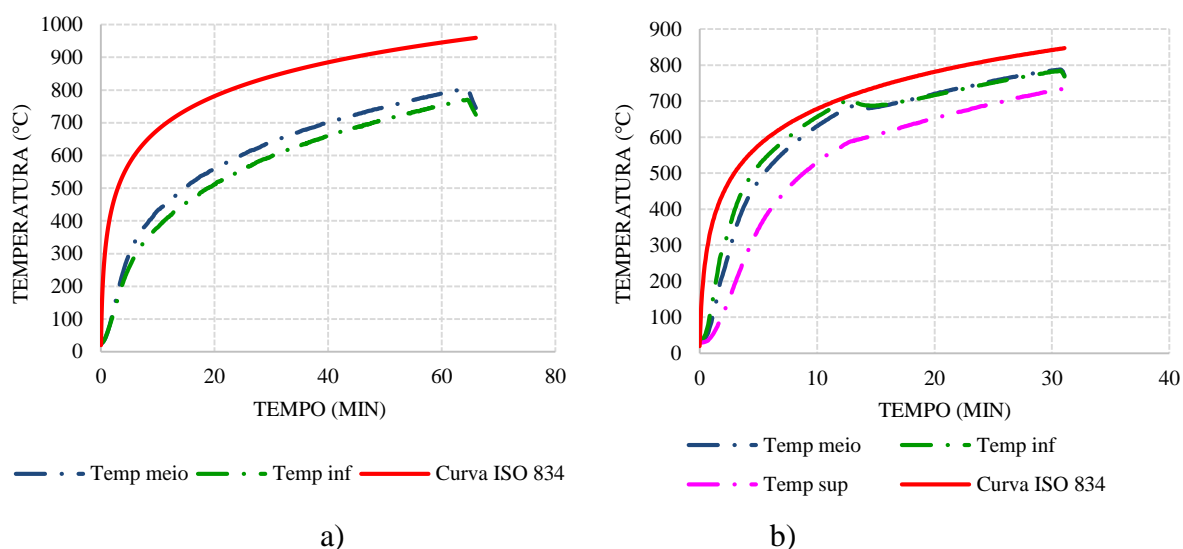 1000
900
800
700
600
500
400
300
200
100
0
TEMPERATURA (°C)
0 20 40 60 80
TEMPO (MIN)
Temp meio Temp inf Curva ISO 834
a)
900
800
700
600
500
400
300
200
100
0
TEMPERATURA (°C)
0 10 20 30 40
TEMPO (MIN)
Temp meio Temp inf
Temp sup Curva ISO 834
b)